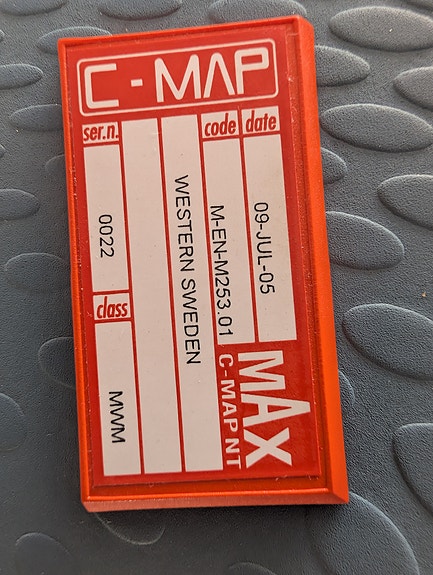 C-MAP
ser.n. code date
0022
WESTERN SWEDEN
M-EN-M253.01
09-JUL-05
class
MWM
MAX
C-MAP NT